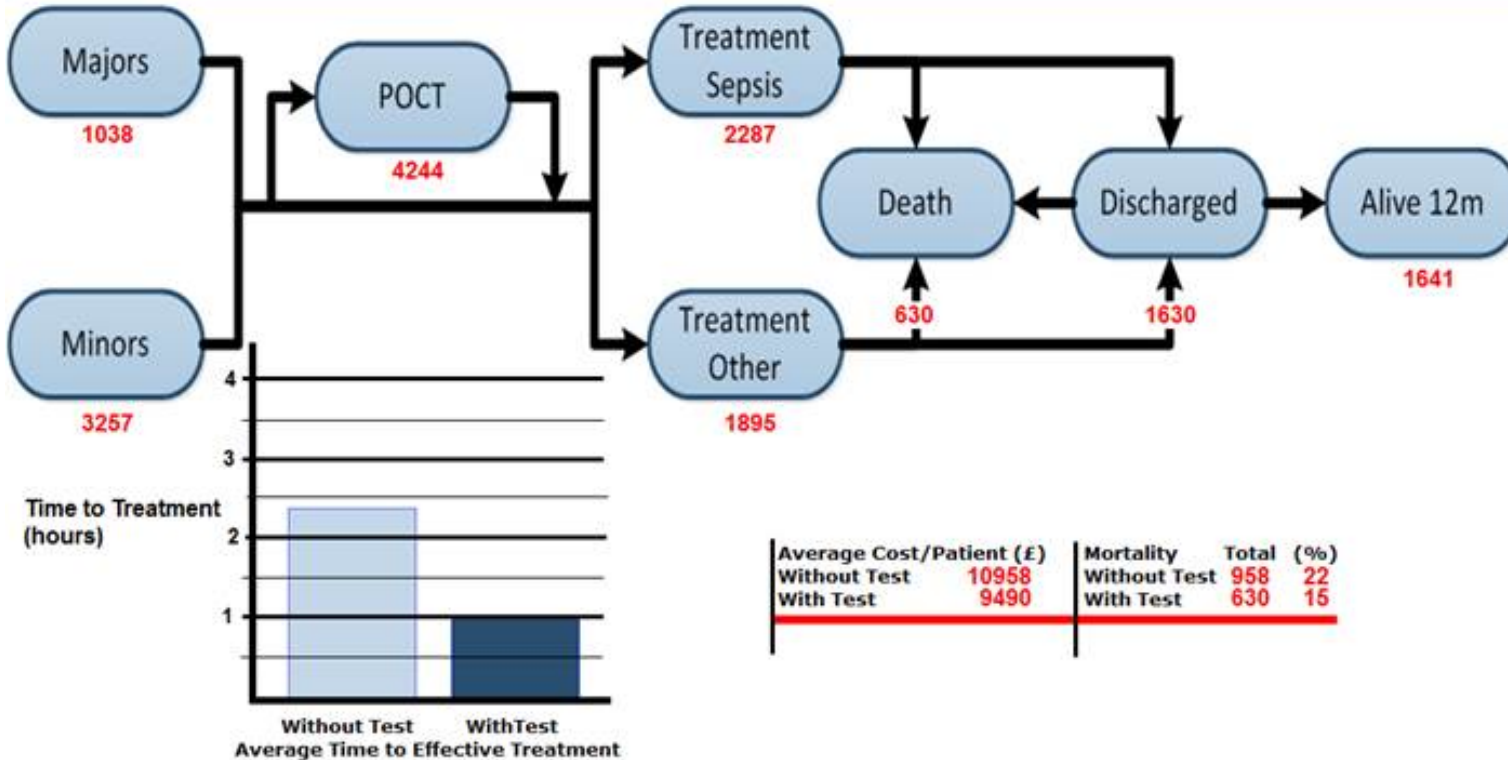 Majors
1038
POCT
4244
Treatment
Sepsis
2287
Death
Discharged
Alive 12m
1641
630
1630
Minors
3257
Treatment
Other
1895
4
3
2
1
Time to Treatment
(hours)
Without Test WithTest
Average Time to Effective Treatment
Average Cost/Patient (£)
Without Test 10958
With Test 9490
Mortality Total (%)
Without Test 958 22
With Test 630 15